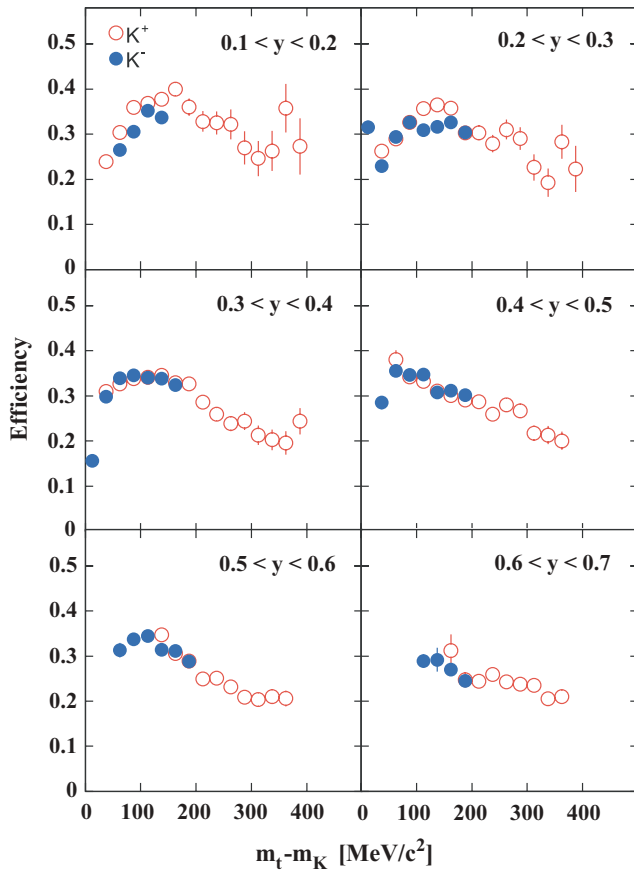 0.5
0.4
0.3
0.2
0.1
0
K+
K-
0.1 < y < 0.2
0.2 < y < 0.3
0.5
0.4
0.3
0.2
0.1
0
0.3 < y < 0.4
0.4 < y < 0.5
Efficiency
0.5
0.4
0.3
0.2
0.1
0
0.5 < y < 0.6
0.6 < y < 0.7
0 100 200 300 400 0 100 200 300 400
mt-mK [MeV/c2]